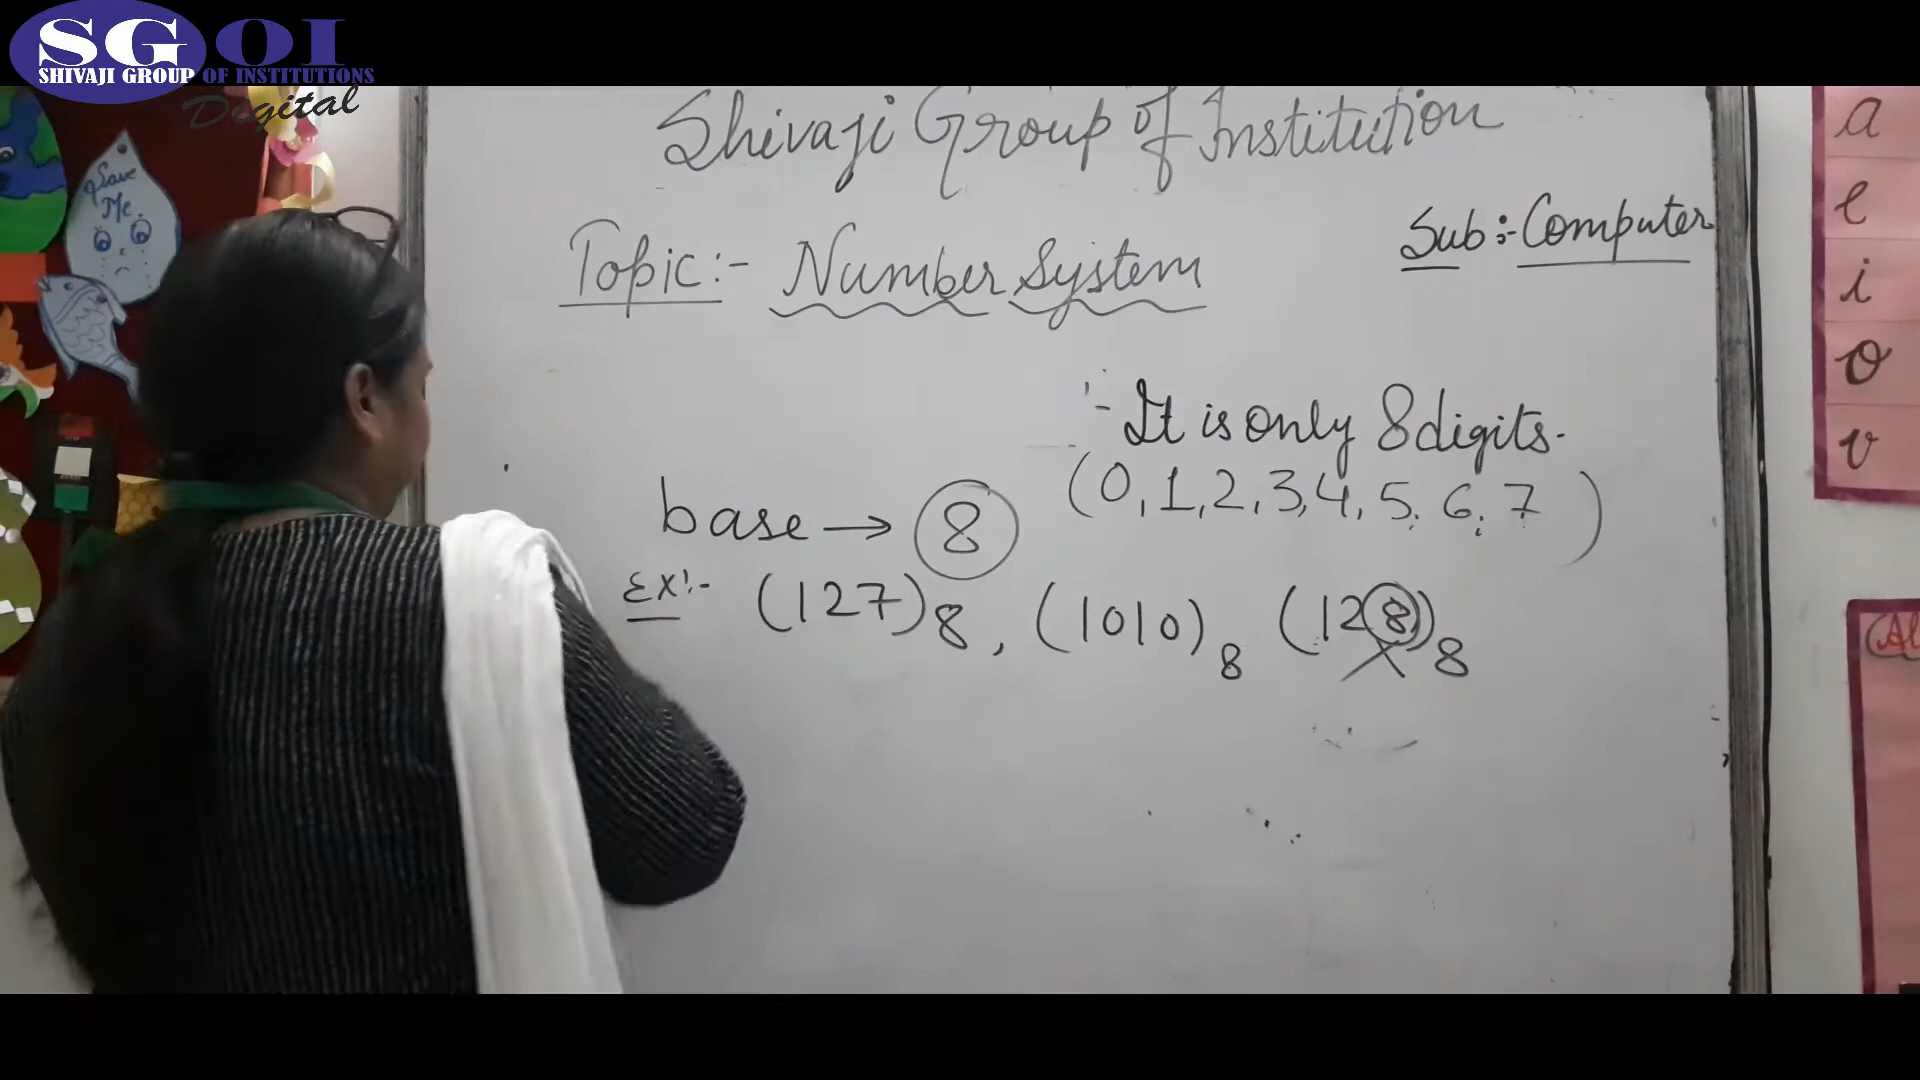 SGOI
SHIVAJI GROUP OF INSTITUTIONS
Digital
Save
Me.
Shivaji Group of Institution
Sub:- Computer
Topic:- Number System
:- It is only 8 digits.
(0, 1, 2, 3, 4, 5, 6, 7)
base → 8
Ex:- (127)8, (1010)8 (128)8
a
e
i
o
v